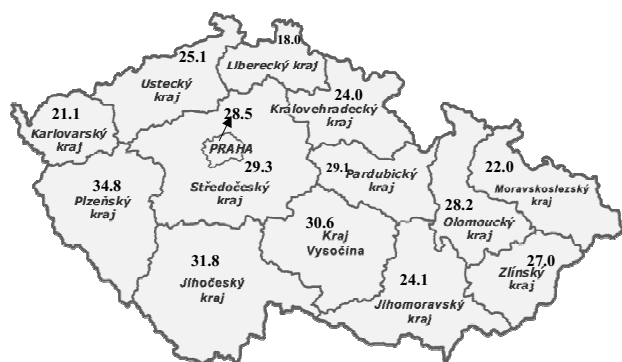 18.0
Liberecký kraj
25.1
Ustecký
kraj
24.0
Královehradecký
kraj
21.1
Karlovarský
kraj
28.5
PRAHA
29.3
Středočeský
kraj
29.1
Pardubický
kraj
22.0
Moravskoslezský
kraj
34.8
Plzeňský
kraj
28.2
Olomoucký
kraj
30.6
Kraj
Vysočina
31.8
Jihočeský
kraj
24.1
Jihomoravský
kraj
27.0
Zlínský
kraj